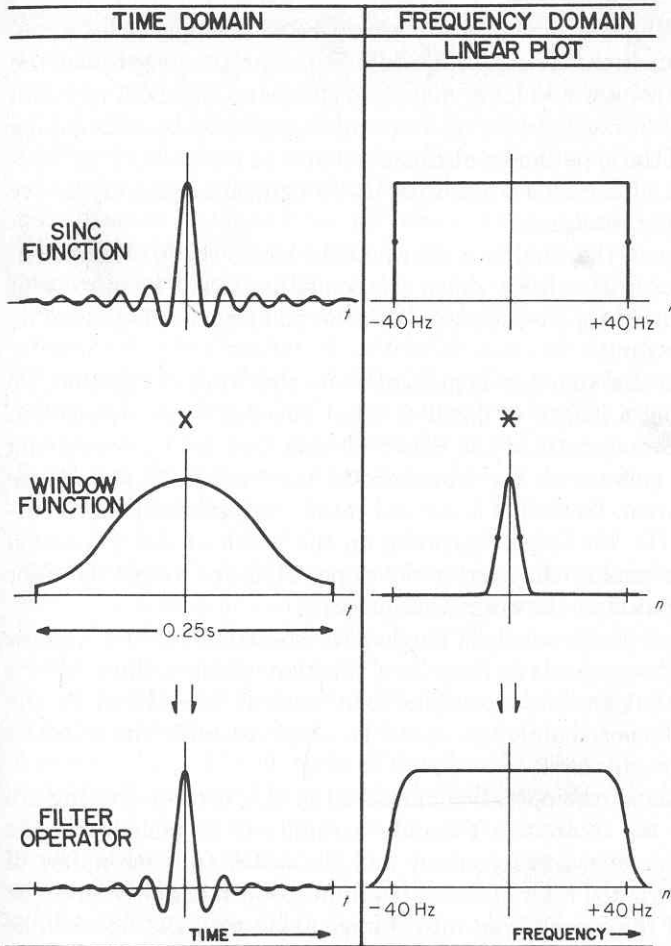 TIME DOMAIN
FREQUENCY DOMAIN
LINEAR PLOT
SINC
FUNCTION
t
-40 Hz
+40 Hz
x
*
WINDOW
FUNCTION
t
0.25s
FILTER
OPERATOR
t
-40 Hz
+40 Hz
n
TIME
FREQUENCY